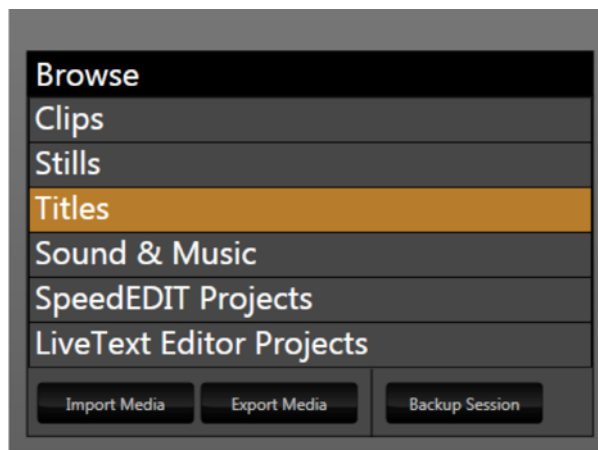 Browse
Clips
Stills
Titles
Sound & Music
SpeedEDIT Projects
LiveText Editor Projects
Import Media Export Media Backup Session